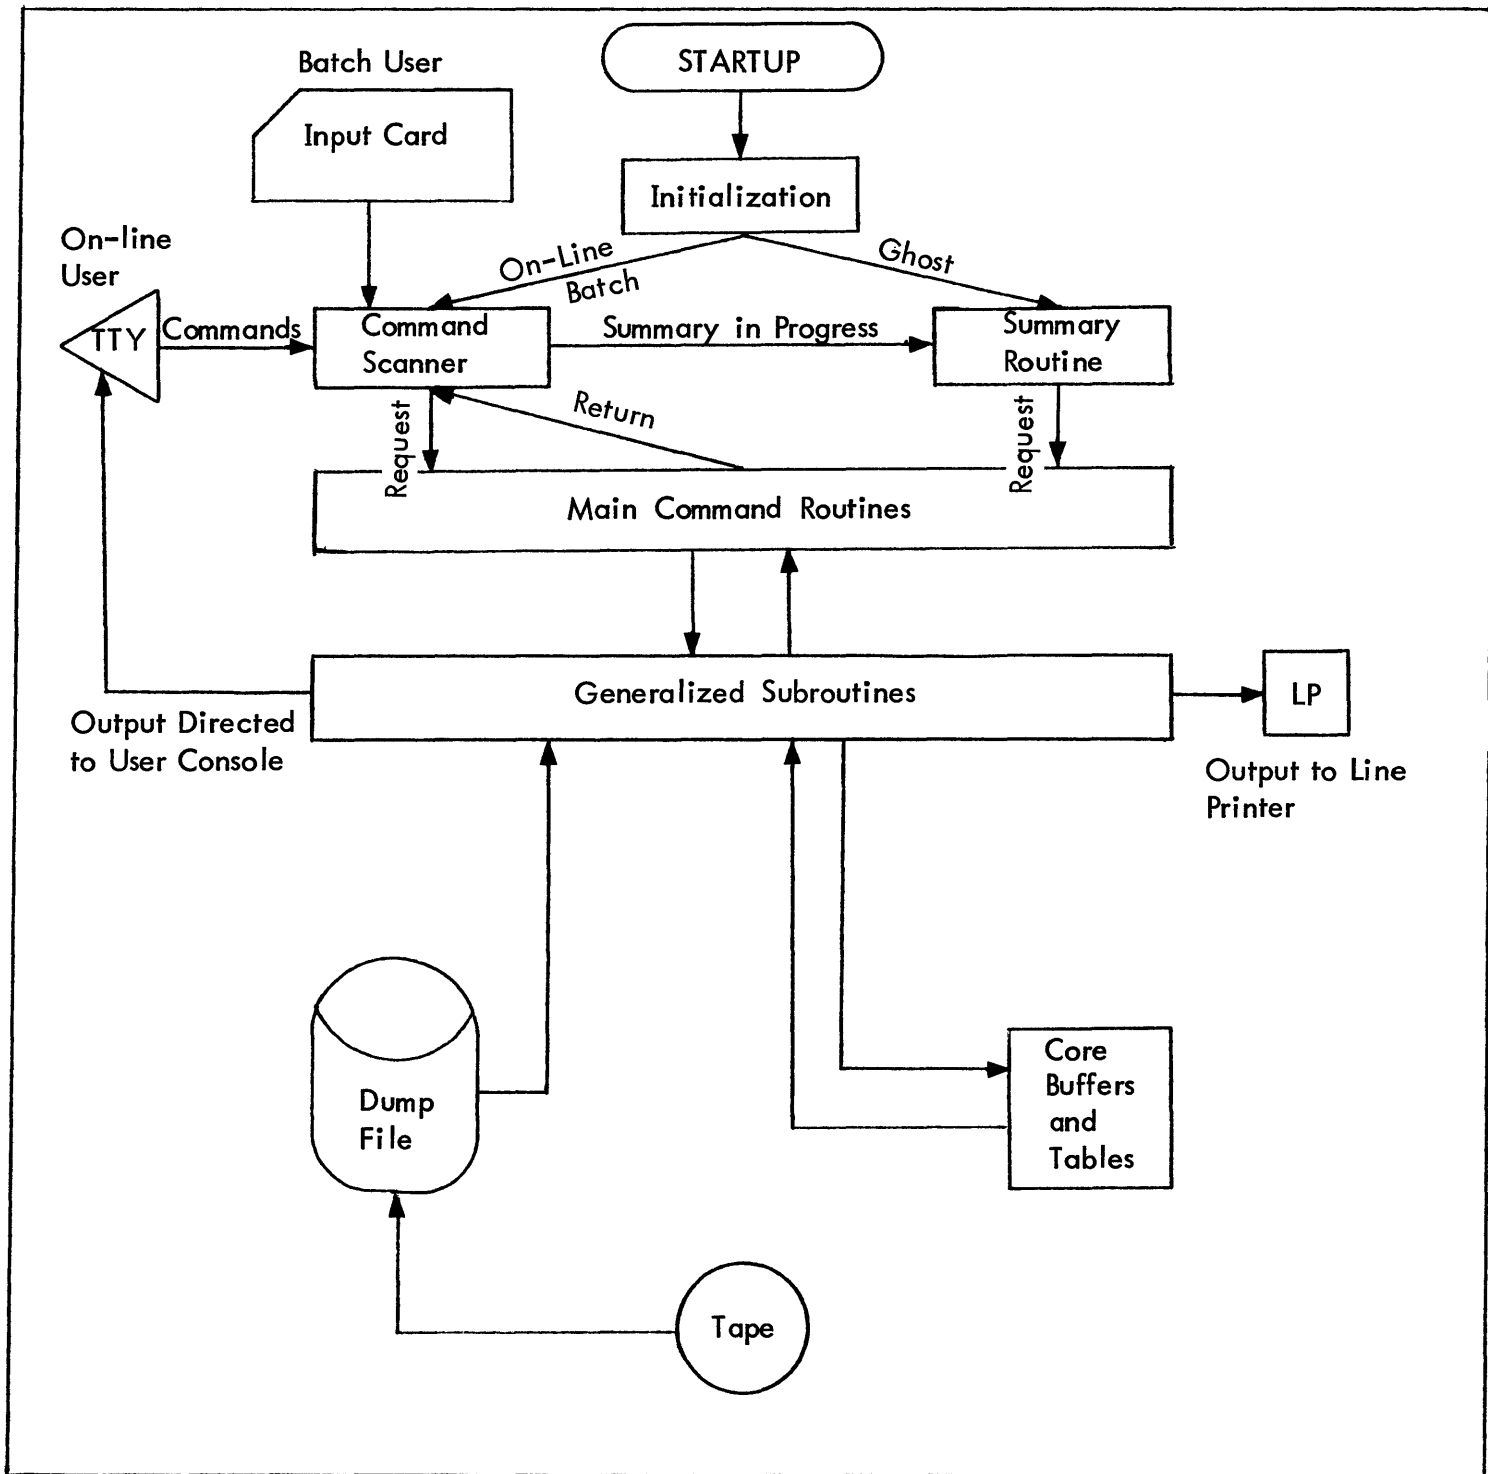 Batch User
STARTUP
Input Card
Initialization
On-line
User
On-Line
Batch
Ghost
TTY
Commands
Command
Scanner
Summary in Progress
Summary
Routine
Request
Return
Request
Main Command Routines
Generalized Subroutines
LP
Output Directed
to User Console
Output to Line
Printer
Dump
File
Core
Buffers
and
Tables
Tape